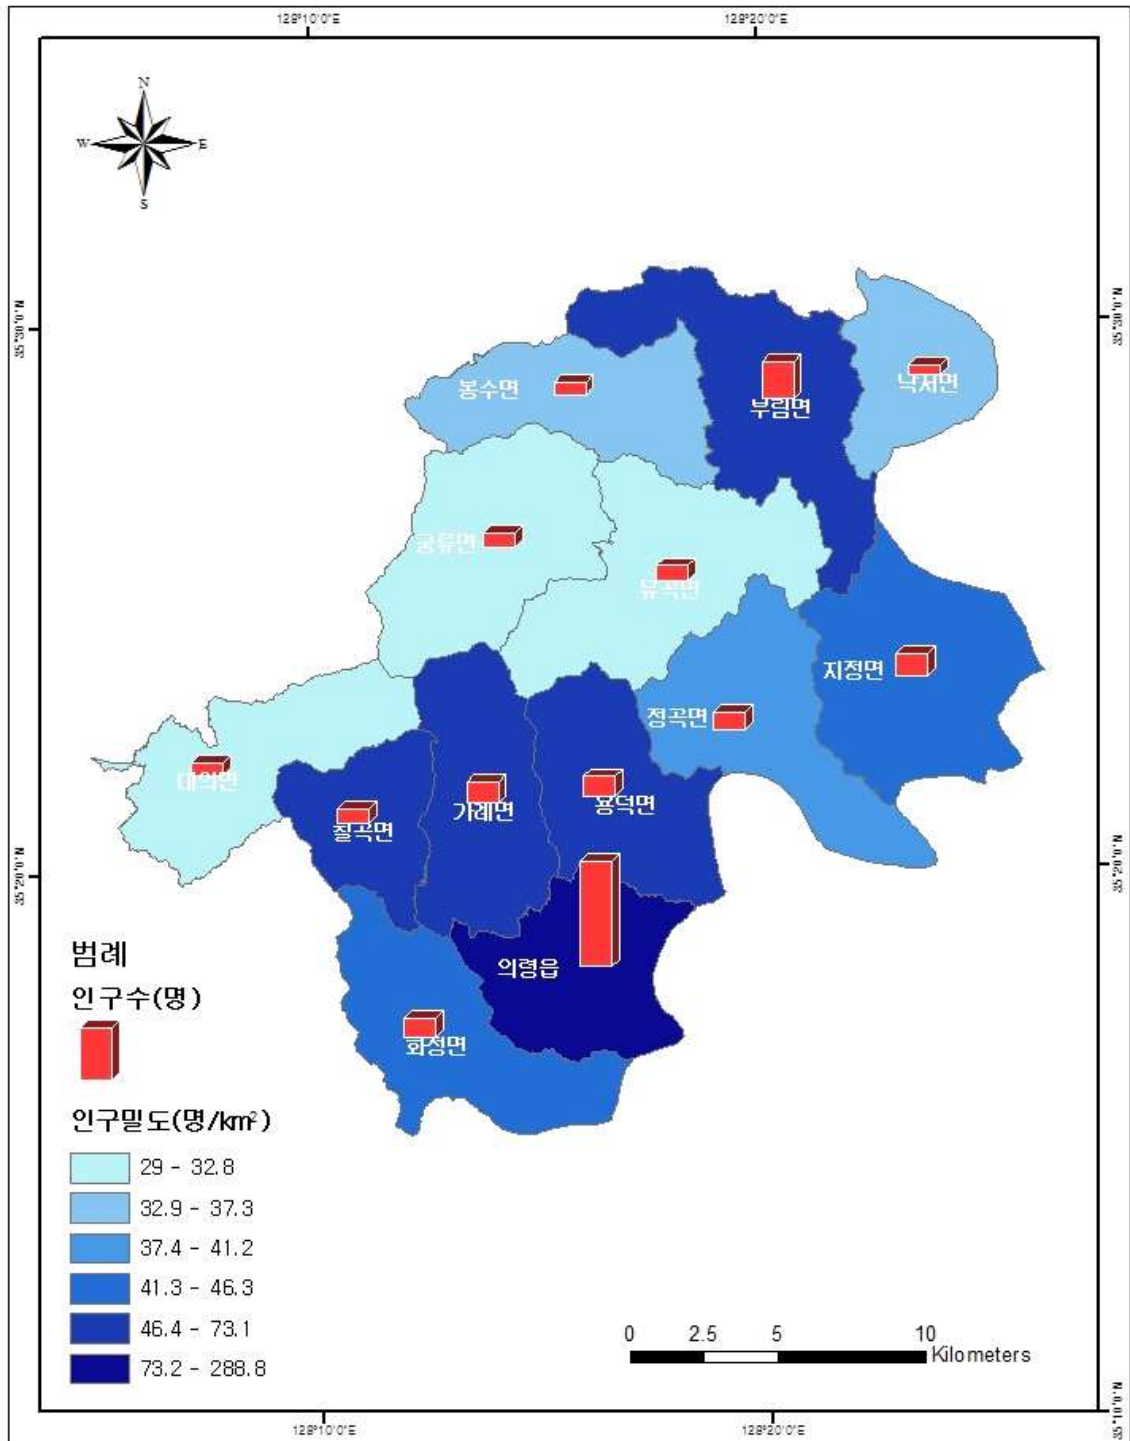 128°10'0"E
128°20'0"E
N
W
E
S
35°30'0"N
35°30'0"N
봉수면
부림면
낙서면
궁류면
유곡면
지정면
정곡면
대의면
칠곡면
가례면
용덕면
35°20'0"N
35°20'0"N
의령읍
화정면
범례
인구수(명)
인구밀도(명/km²)
29 - 32.8
32.9 - 37.3
37.4 - 41.2
41.3 - 46.3
46.4 - 73.1
73.2 - 288.8
0 2.5 5 10
Kilometers
35°10'0"N
128°10'0"E
128°20'0"E